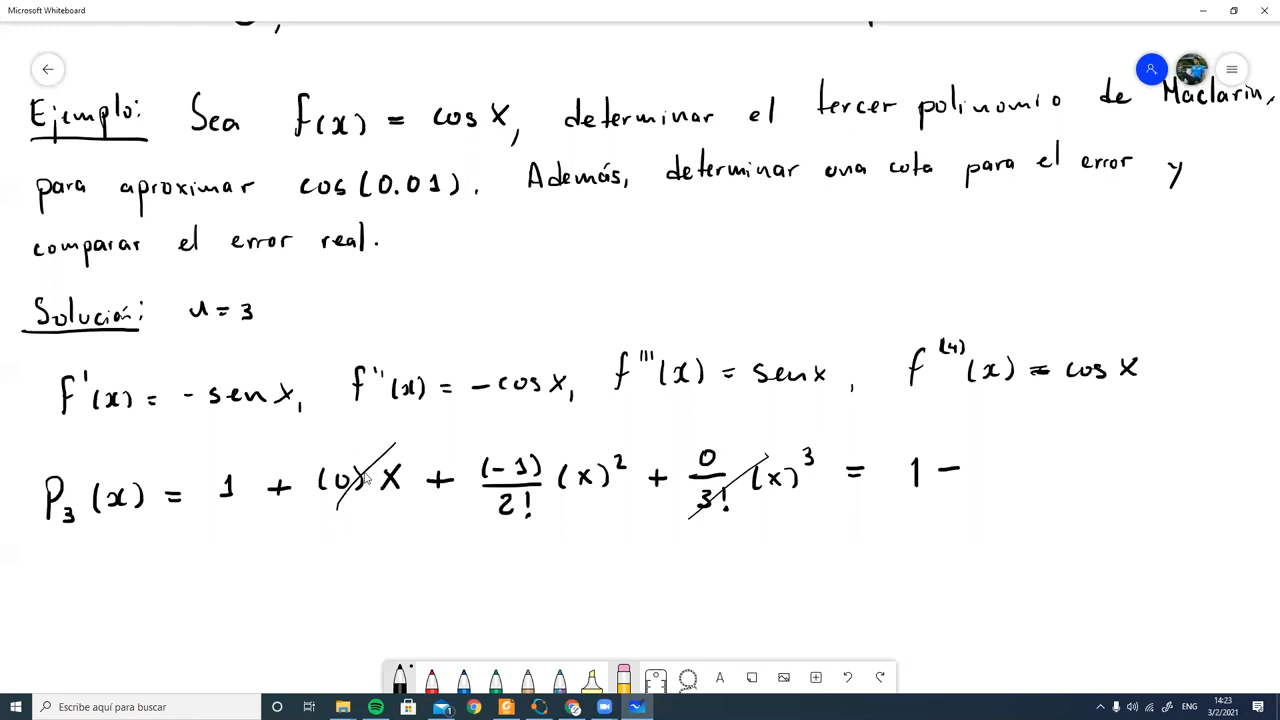 Microsoft Whiteboard
Ejemplo: Sea f(x) = cos x, determinar el tercer polinomio de Maclarin,
para aproximar cos(0.01). Además, determinar una cota para el error y
comparar el error real.
Solución: n = 3
f'(x) = - sen x, f''(x) = - cos x, f'''(x) = sen x, f^(4)(x) = cos x
P₃(x) = 1 + (0) x + (-1)/2! (x)² + 0/3! (x)³ = 1 -
Escribe aquí para buscar
ENG
14:23
3/2/2021